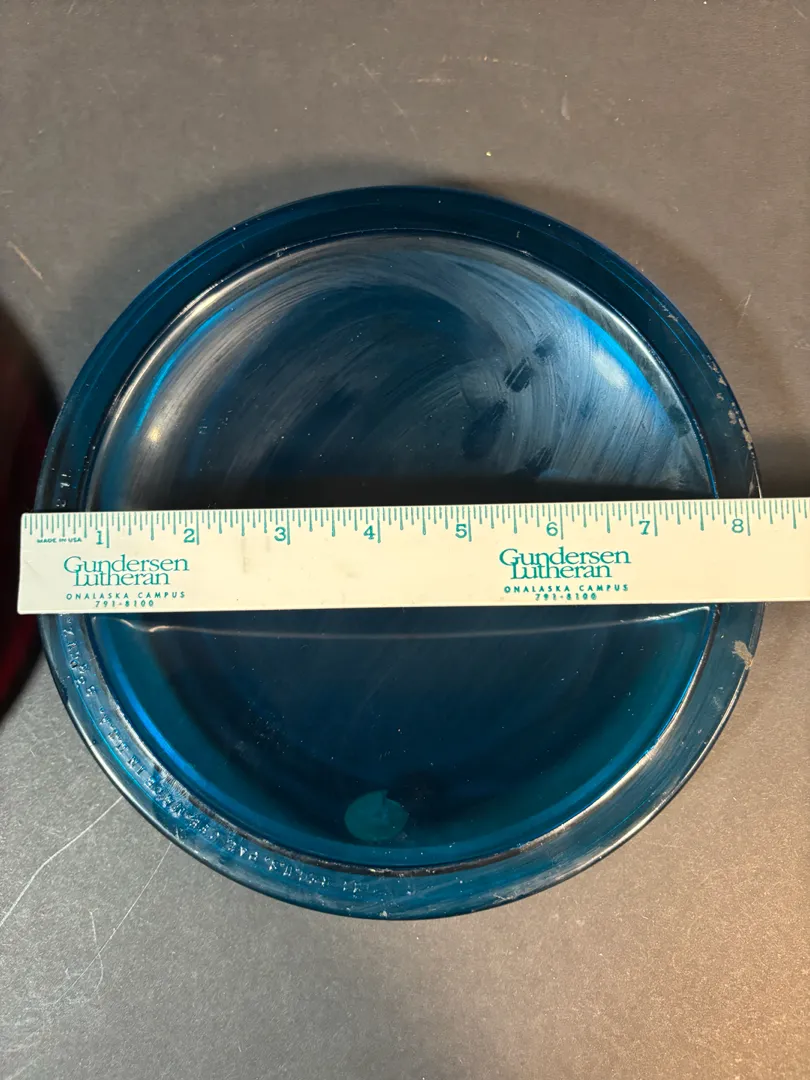 1 2 3 4 5 6 7 8
MADE IN USA
Gundersen
Lutheran
ONALASKA CAMPUS
791-8100
Gundersen
Lutheran
ONALASKA CAMPUS
791-8100